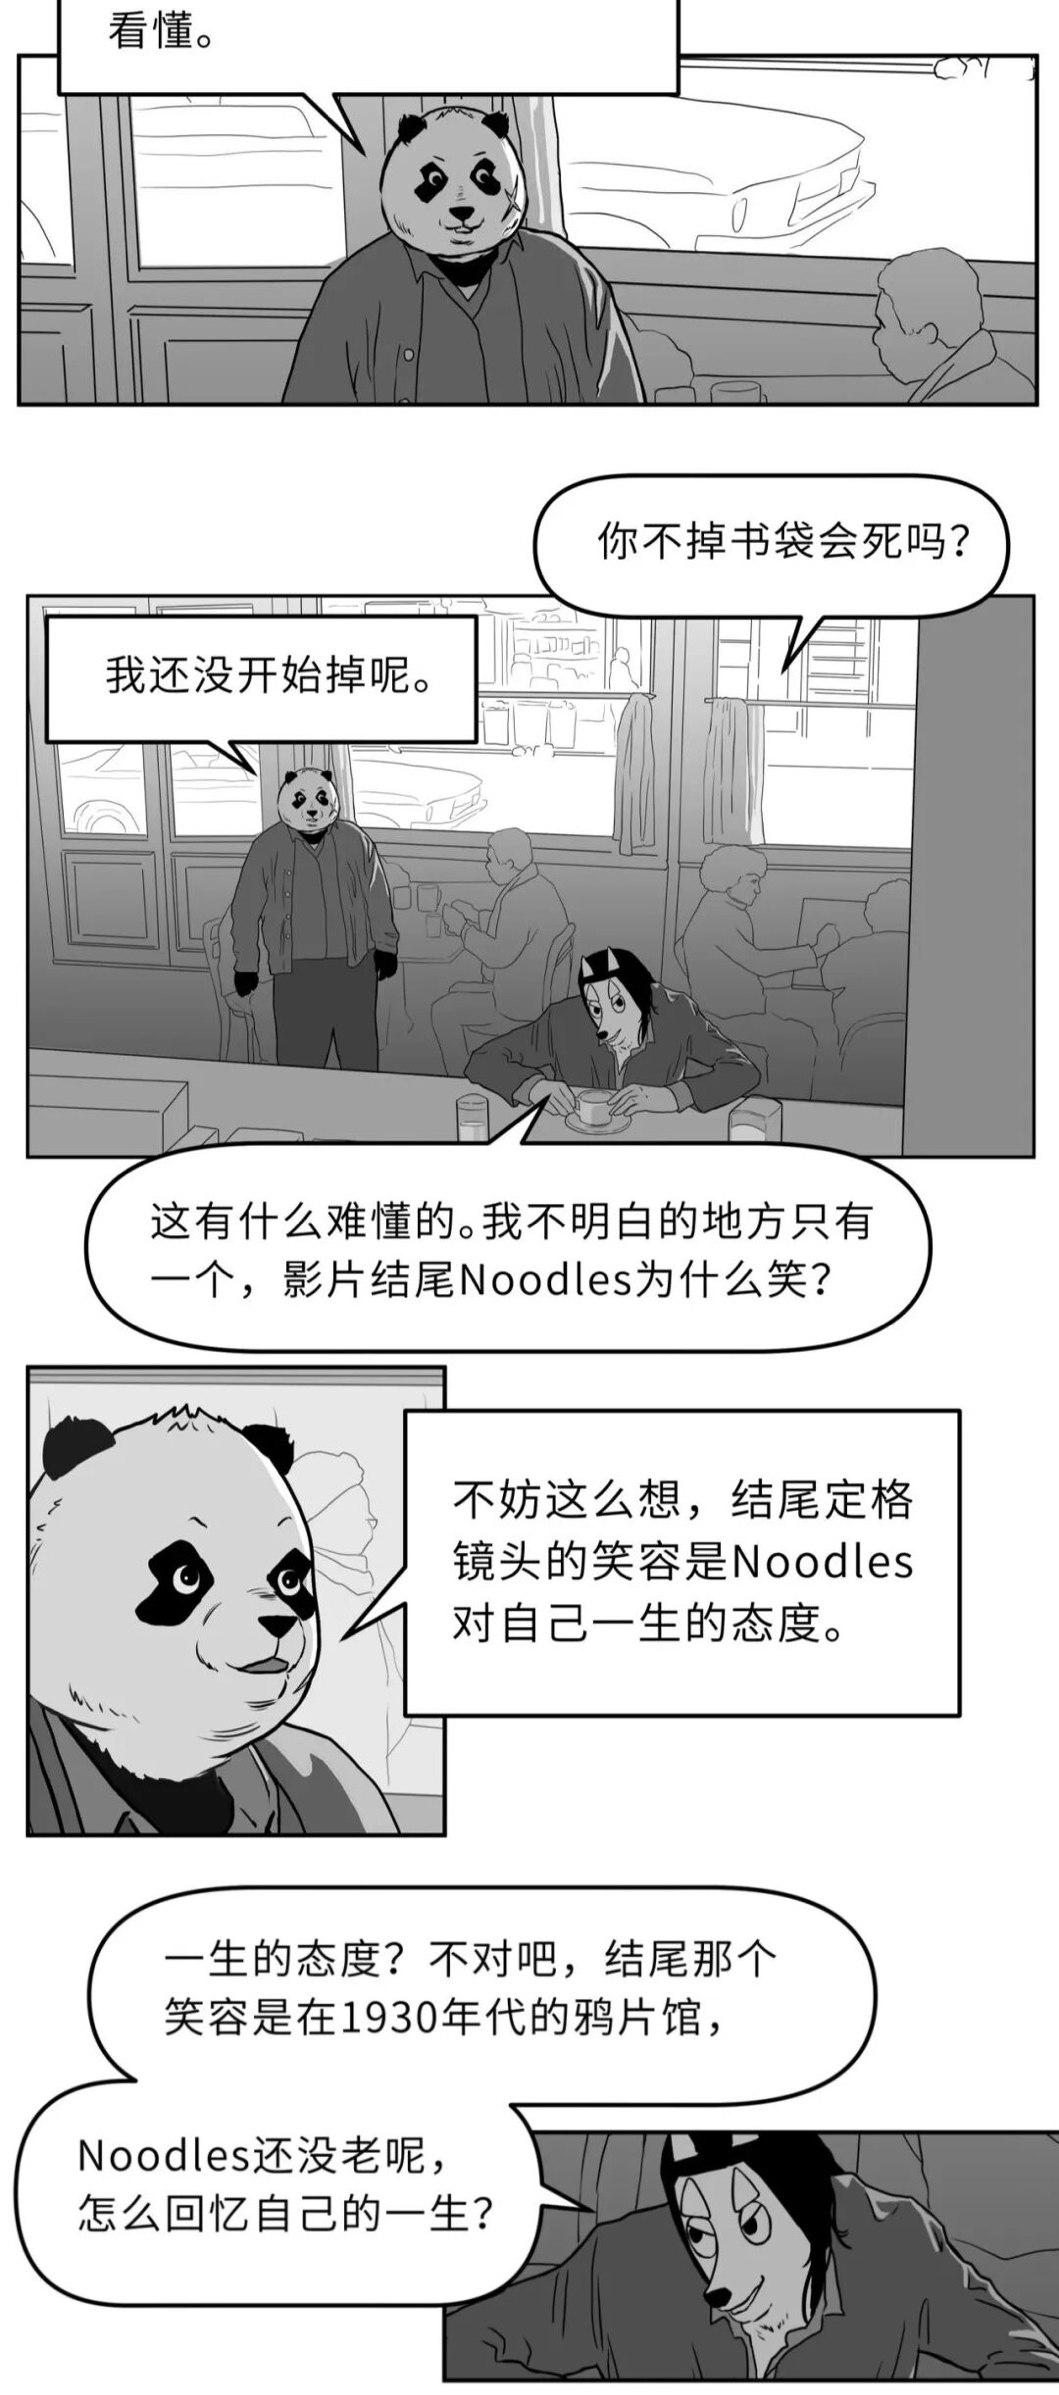 看懂。
你不掉书袋会死吗？
我还没开始掉呢。
这有什么难懂的。我不明白的地方只有
一个，影片结尾Noodles为什么笑？
不妨这么想，结尾定格
镜头的笑容是Noodles
对自己一生的态度。
一生的态度？不对吧，结尾那个
笑容是在1930年代的鸦片馆，
Noodles还没老呢，
怎么回忆自己的一生？